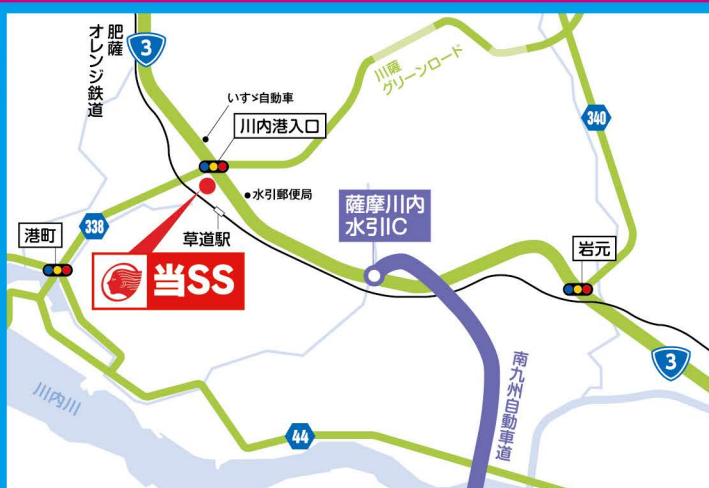 肥薩
オレンジ鉄道
3
いすゞ自動車
川内港入口
川薩
グリーンロード
340
水引郵便局
薩摩川内
水引IC
338
港町
草道駅
岩元
当SS
川内川
44
南九州自動車道
3